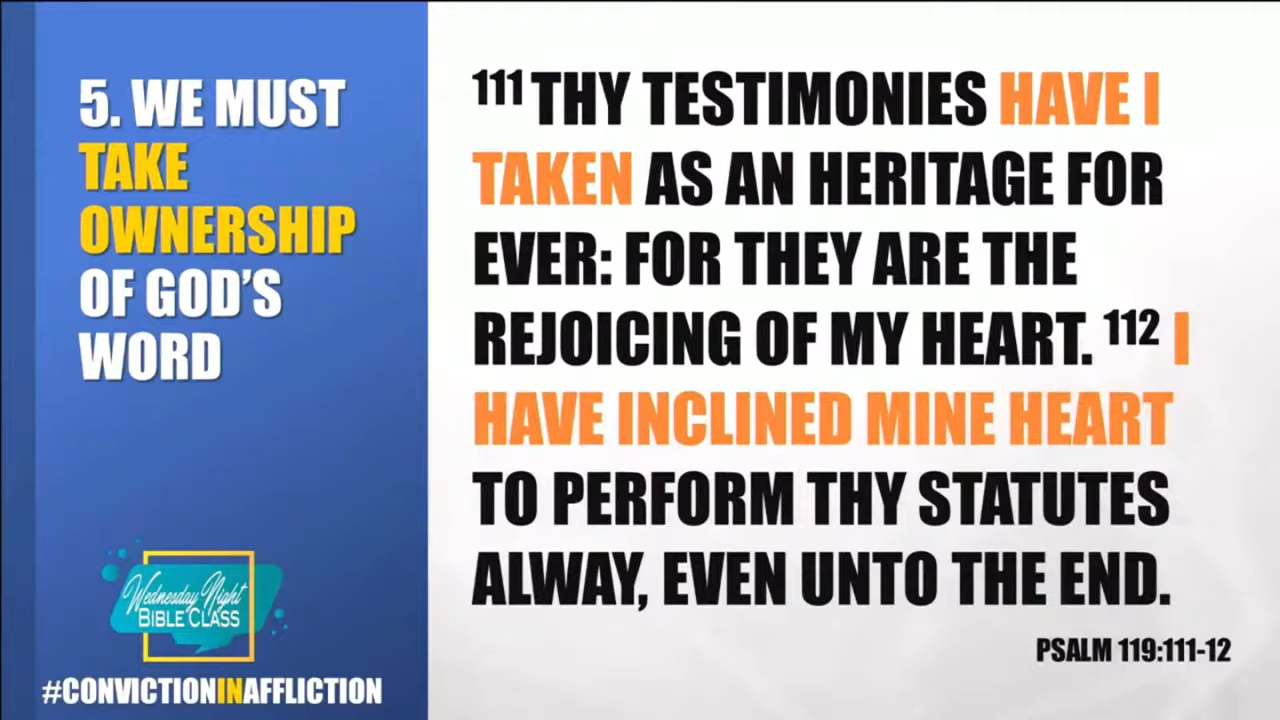 5. WE MUST
TAKE
OWNERSHIP
OF GOD'S
WORD
Wednesday Night
BIBLE CLASS
#CONVICTIONINAFFLICTION
111 THY TESTIMONIES HAVE I
TAKEN AS AN HERITAGE FOR
EVER: FOR THEY ARE THE
REJOICING OF MY HEART. 112 I
HAVE INCLINED MINE HEART
TO PERFORM THY STATUTES
ALWAY, EVEN UNTO THE END.
PSALM 119:111-12